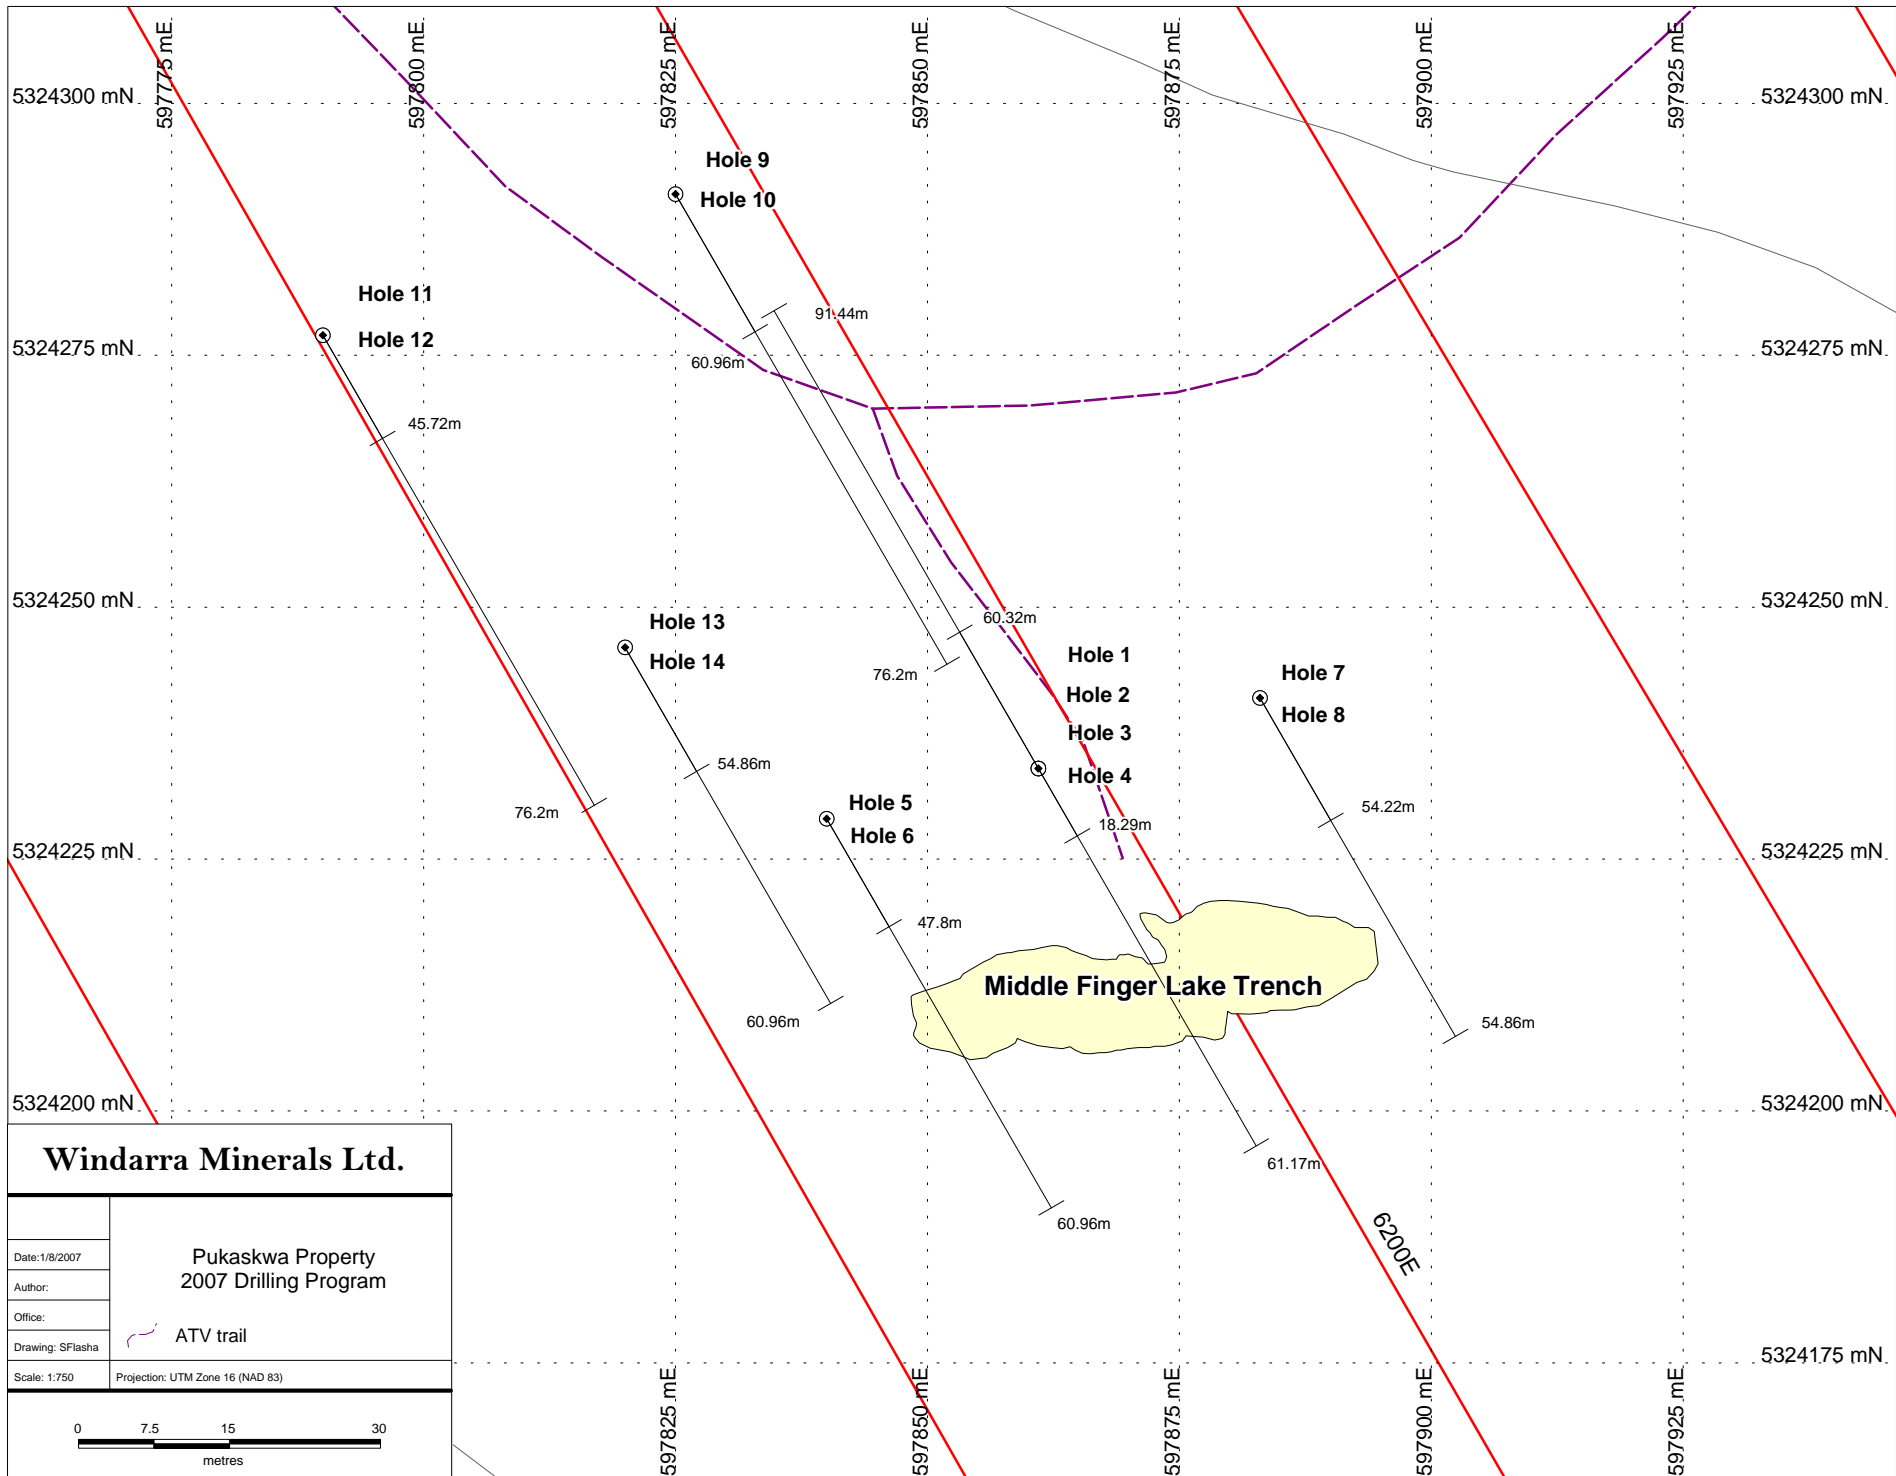 597775 mE
597800 mE
597825 mE
597850 mE
597875 mE
597900 mE
597925 mE
5324300 mN
5324300 mN
Hole 9
Hole 10
Hole 11
Hole 12
91.44m
60.96m
5324275 mN
5324275 mN
45.72m
5324250 mN
5324250 mN
Hole 13
Hole 14
60.32m
76.2m
Hole 1
Hole 2
Hole 3
Hole 4
Hole 7
Hole 8
54.86m
76.2m
Hole 5
Hole 6
18.29m
54.22m
5324225 mN
5324225 mN
47.8m
Middle Finger Lake Trench
60.96m
54.86m
5324200 mN
5324200 mN
61.17m
60.96m
6200E
5324175 mN
597825 mE
597850 mE
597875 mE
597900 mE
597925 mE
Windarra Minerals Ltd.
Pukaskwa Property
2007 Drilling Program
ATV trail
Date:1/8/2007
Author:
Office:
Drawing: SFlasha
Scale: 1:750
Projection: UTM Zone 16 (NAD 83)
0 7.5 15 30
metres